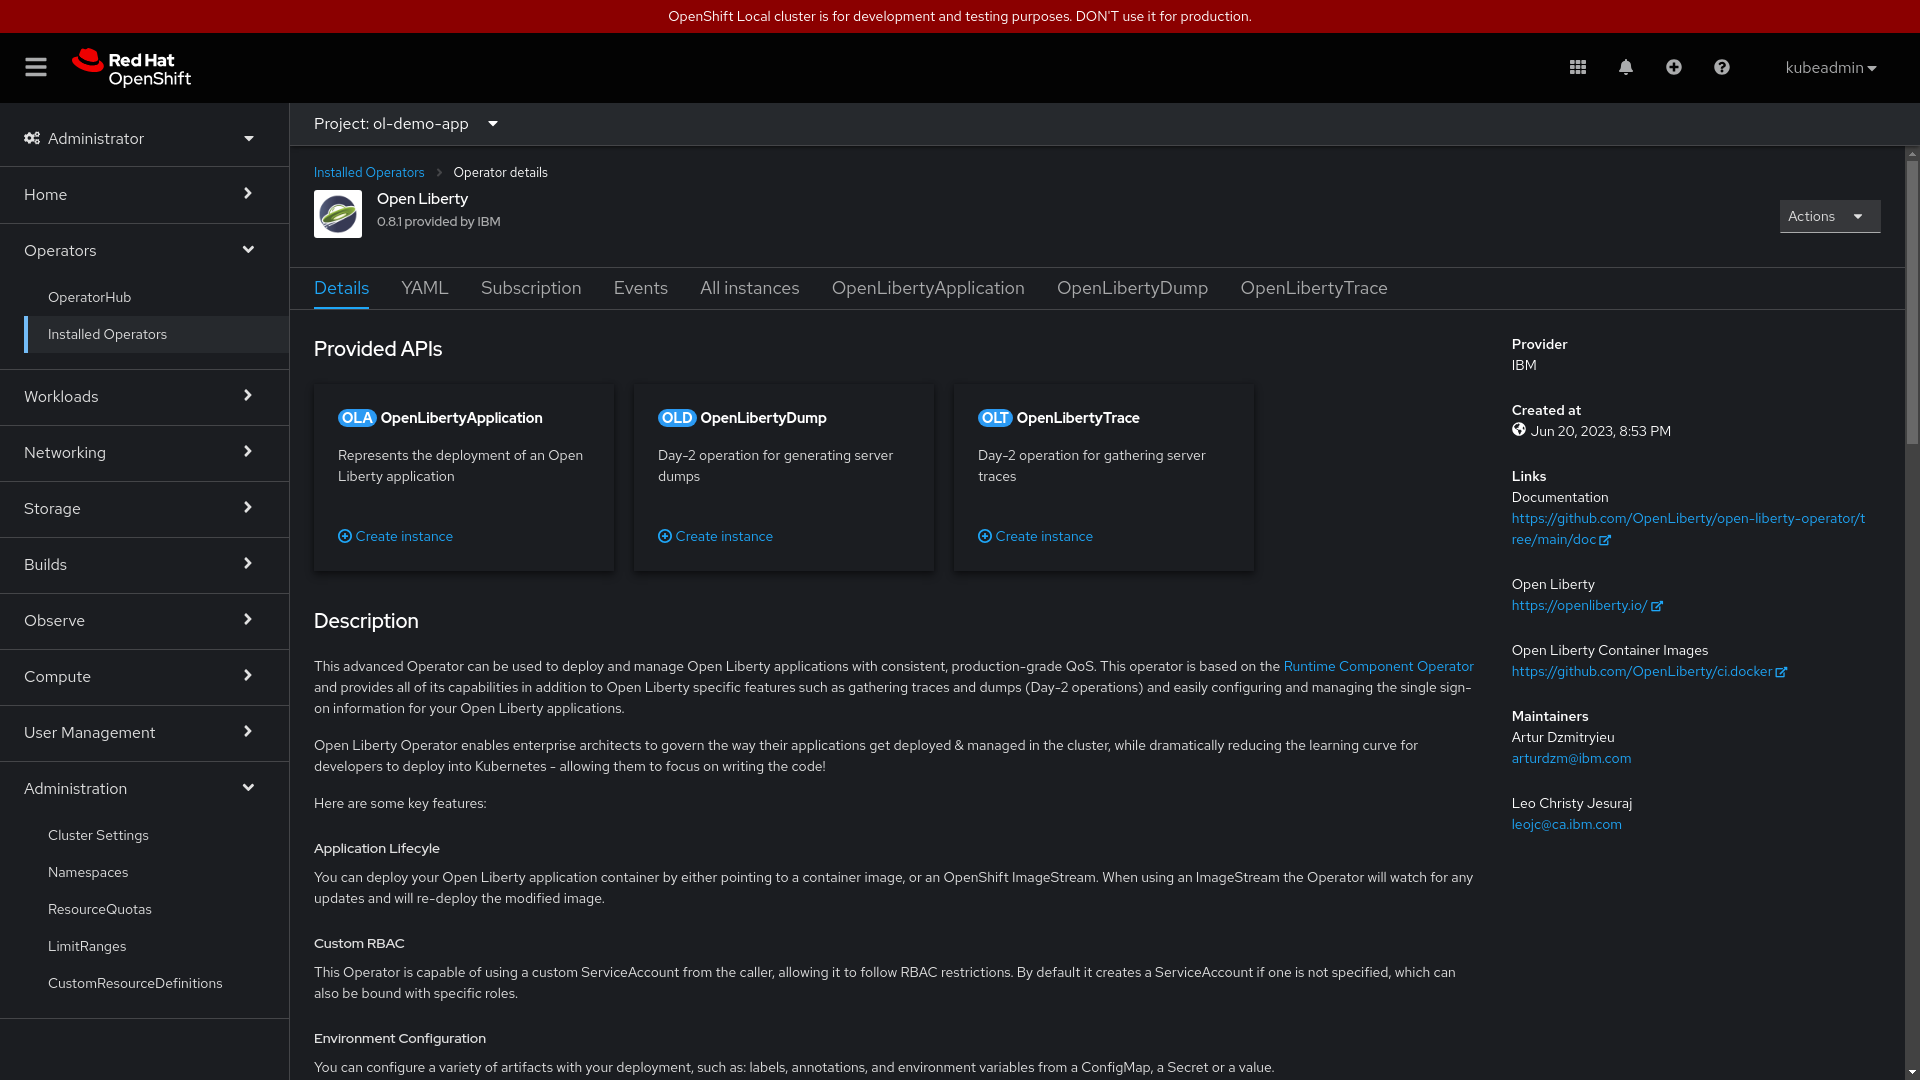 OpenShift Local cluster is for development and testing purposes. DON'T use it for production.
Red Hat
OpenShift
kubeadmin
Administrator
Home
Operators
OperatorHub
Installed Operators
Workloads
Networking
Storage
Builds
Observe
Compute
User Management
Administration
Cluster Settings
Namespaces
ResourceQuotas
LimitRanges
CustomResourceDefinitions
Project: ol-demo-app
Installed Operators Operator details
Open Liberty
0.8.1 provided by IBM
Actions
Details YAML Subscription Events All instances OpenLibertyApplication OpenLibertyDump OpenLibertyTrace
Provided APIs
OLA OpenLibertyApplication
Represents the deployment of an Open
Liberty application
Create instance
OLD OpenLibertyDump
Day-2 operation for generating server
dumps
Create instance
OLT OpenLibertyTrace
Day-2 operation for gathering server
traces
Create instance
Description
This advanced Operator can be used to deploy and manage Open Liberty applications with consistent, production-grade QoS. This operator is based on the Runtime Component Operator
and provides all of its capabilities in addition to Open Liberty specific features such as gathering traces and dumps (Day-2 operations) and easily configuring and managing the single sign-
on information for your Open Liberty applications.
Open Liberty Operator enables enterprise architects to govern the way their applications get deployed & managed in the cluster, while dramatically reducing the learning curve for
developers to deploy into Kubernetes - allowing them to focus on writing the code!
Here are some key features:
Application Lifecyle
You can deploy your Open Liberty application container by either pointing to a container image, or an OpenShift ImageStream. When using an ImageStream the Operator will watch for any
updates and will re-deploy the modified image.
Custom RBAC
This Operator is capable of using a custom ServiceAccount from the caller, allowing it to follow RBAC restrictions. By default it creates a ServiceAccount if one is not specified, which can
also be bound with specific roles.
Environment Configuration
You can configure a variety of artifacts with your deployment, such as: labels, annotations, and environment variables from a ConfigMap, a Secret or a value.
Provider
IBM
Created at
Jun 20, 2023, 8:53 PM
Links
Documentation
https://github.com/OpenLiberty/open-liberty-operator/t
ree/main/doc
Open Liberty
https://openliberty.io/
Open Liberty Container Images
https://github.com/OpenLiberty/ci.docker
Maintainers
Artur Dzmitryieu
arturdzm@ibm.com
Leo Christy Jesuraj
leojc@ca.ibm.com